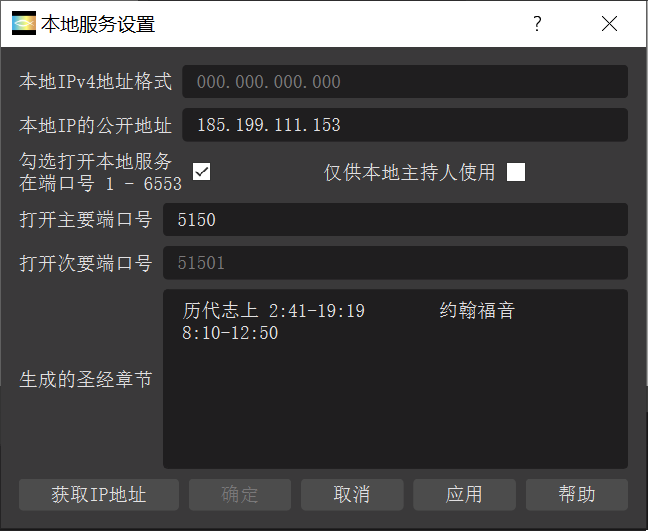 本地服务设置
本地IPv4地址格式 000.000.000.000
本地IP的公开地址 185.199.111.153
勾选打开本地服务
在端口号 1 - 6553
仅供本地主持人使用
打开主要端口号 5150
打开次要端口号 51501
历代志上 2:41-19:19 约翰福音
8:10-12:50
生成的圣经章节
获取IP地址 确定 取消 应用 帮助